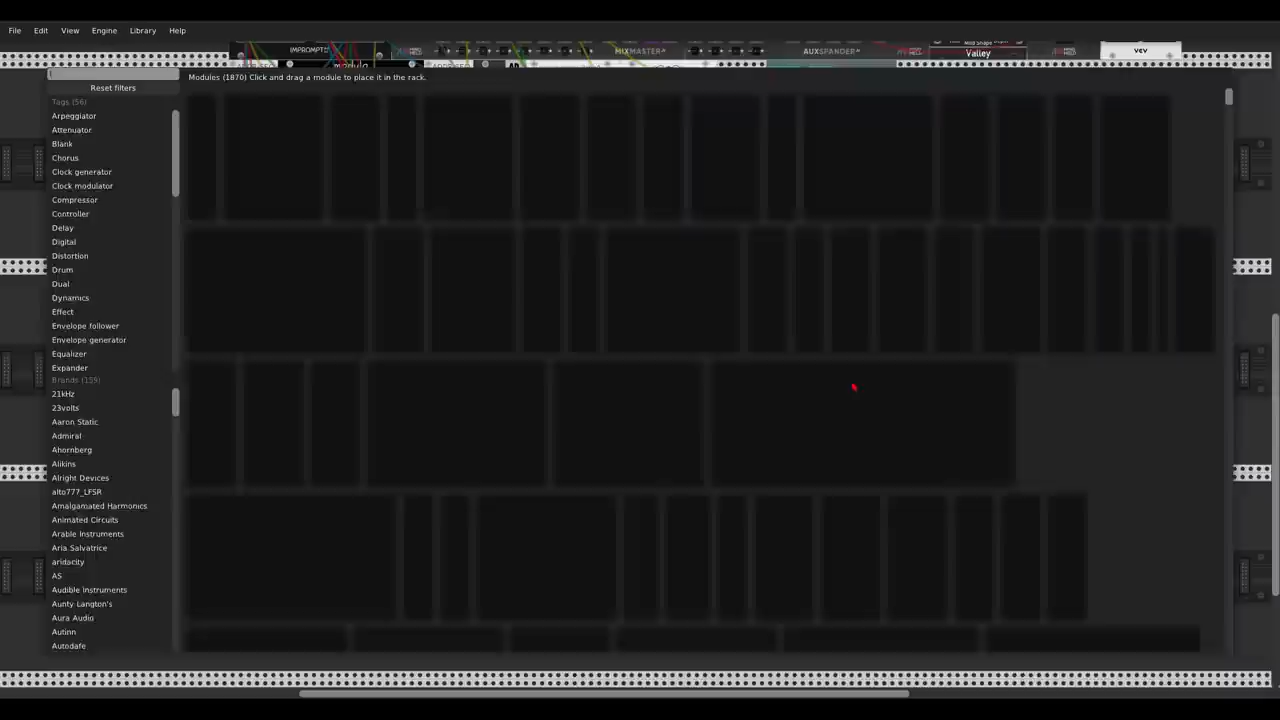 File Edit View Engine Library Help
IMPROMPTU
MIXMASTER
AUXSPANDER
Mod Shape
Valley
vcv
Reset filters
Modules (1870) Click and drag a module to place it in the rack.
Tags (56)
Arpeggiator
Attenuator
Blank
Chorus
Clock generator
Clock modulator
Compressor
Controller
Delay
Digital
Distortion
Drum
Dual
Dynamics
Effect
Envelope follower
Envelope generator
Equalizer
Expander
Brands (159)
21kHz
23volts
Aaron Static
Admiral
Ahornberg
Alikins
Alright Devices
alto777_LFSR
Amalgamated Harmonics
Animated Circuits
Arable Instruments
Aria Salvatrice
aridacity
AS
Audible Instruments
Aunty Langton's
Aura Audio
Autinn
Autodafe